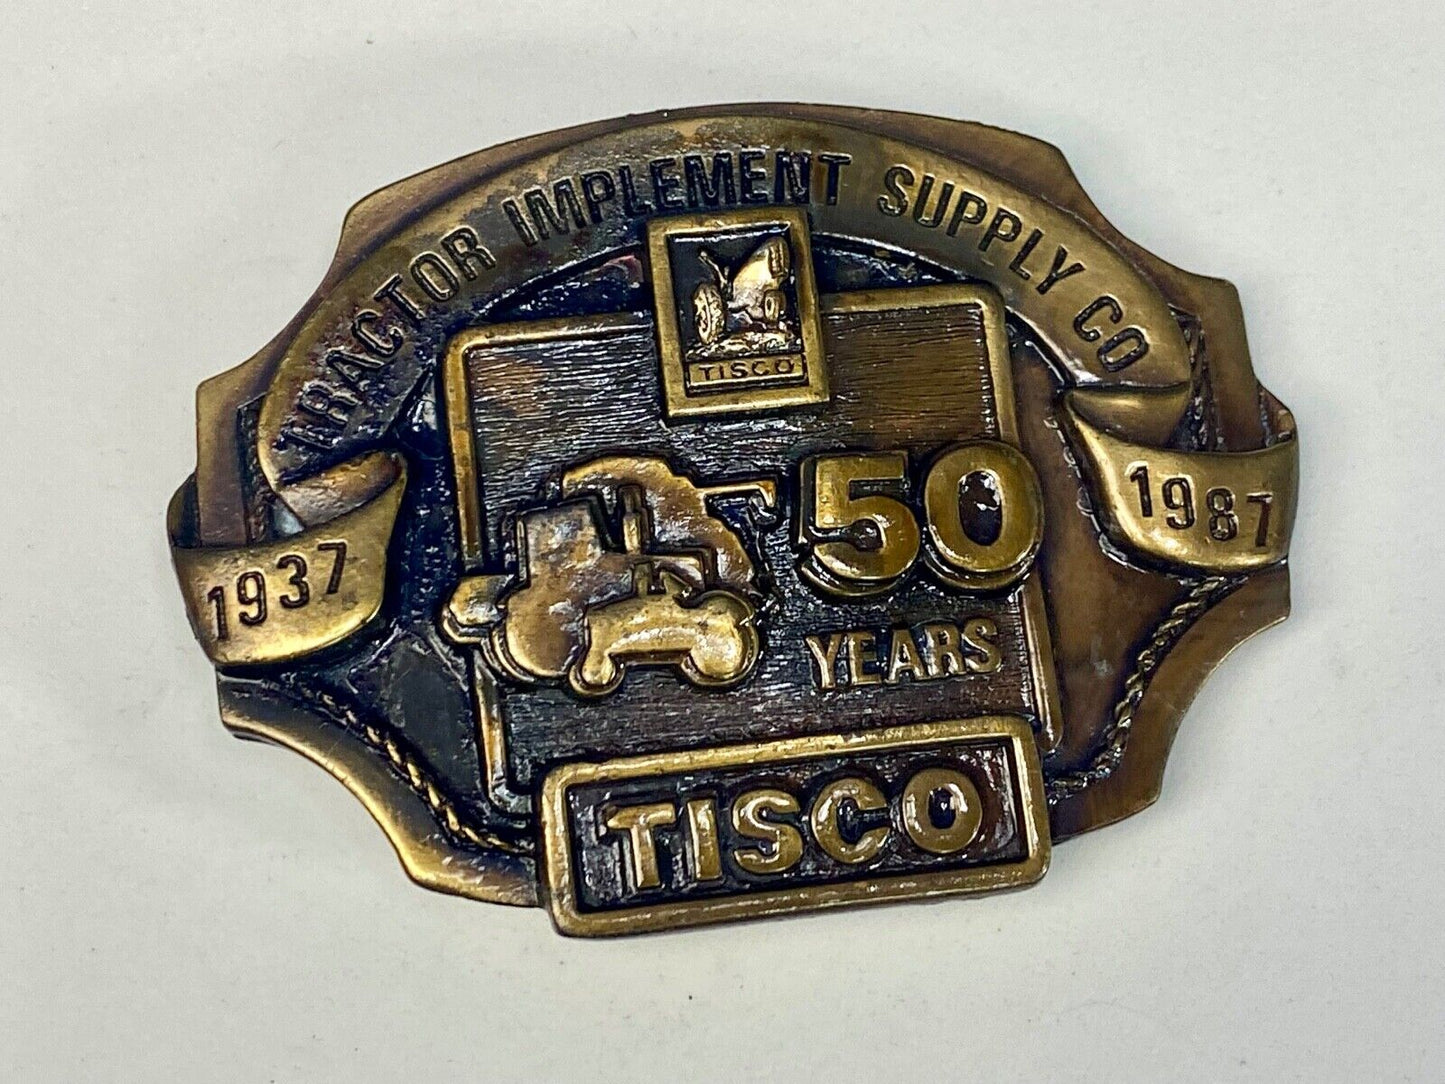 TRACTOR IMPLEMENT SUPPLY CO
TISCO
1937
1987
50
YEARS
TISCO